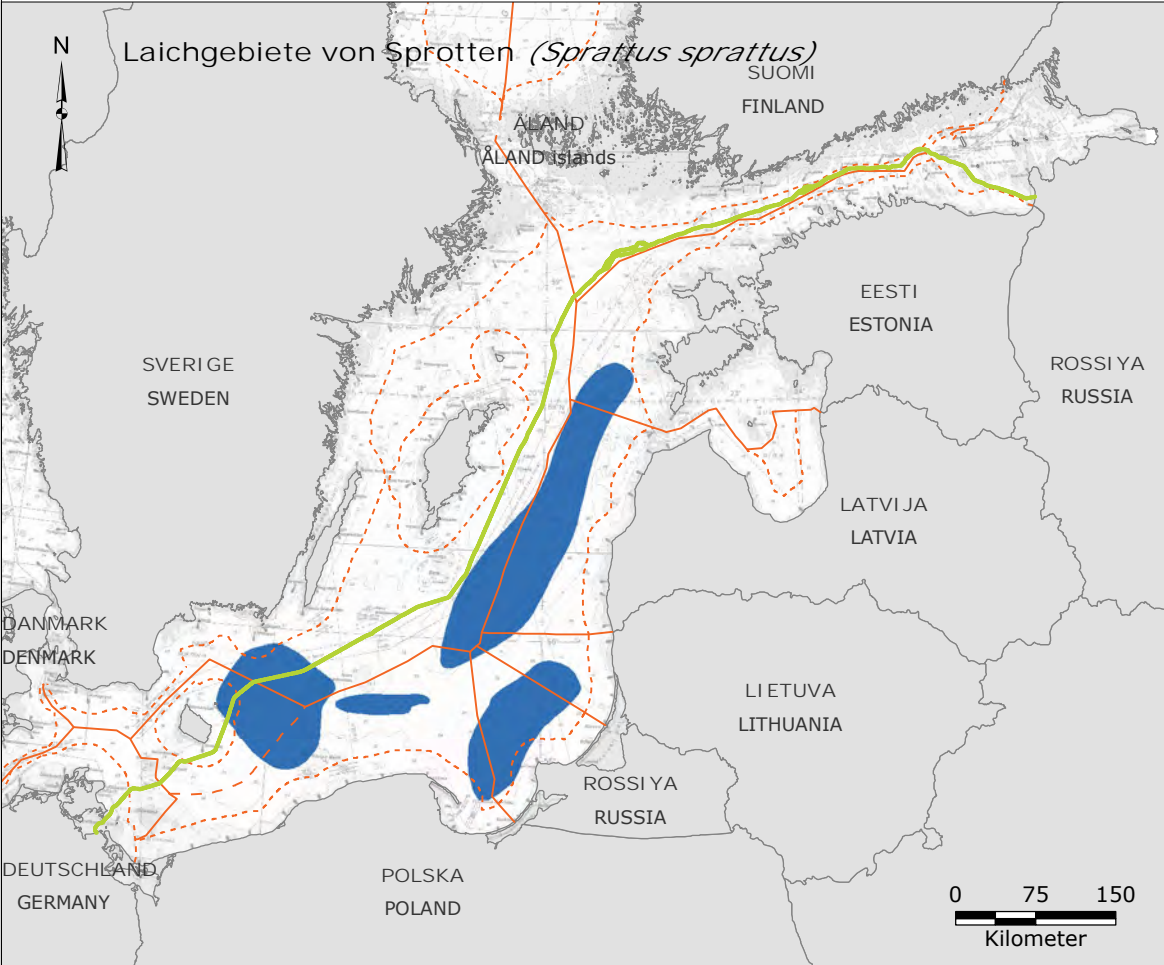 N
Laichgebiete von Sprotten (Sprattus sprattus)
SUOMI
FINLAND
ÅLAND
ÅLAND islands
EESTI
ESTONIA
SVERIGE
SWEDEN
ROSSIYA
RUSSIA
LATVIJA
LATVIA
DANMARK
DENMARK
LIETUVA
LITHUANIA
ROSSIYA
RUSSIA
DEUTSCHLAND
GERMANY
POLSKA
POLAND
0 75 150
Kilometer